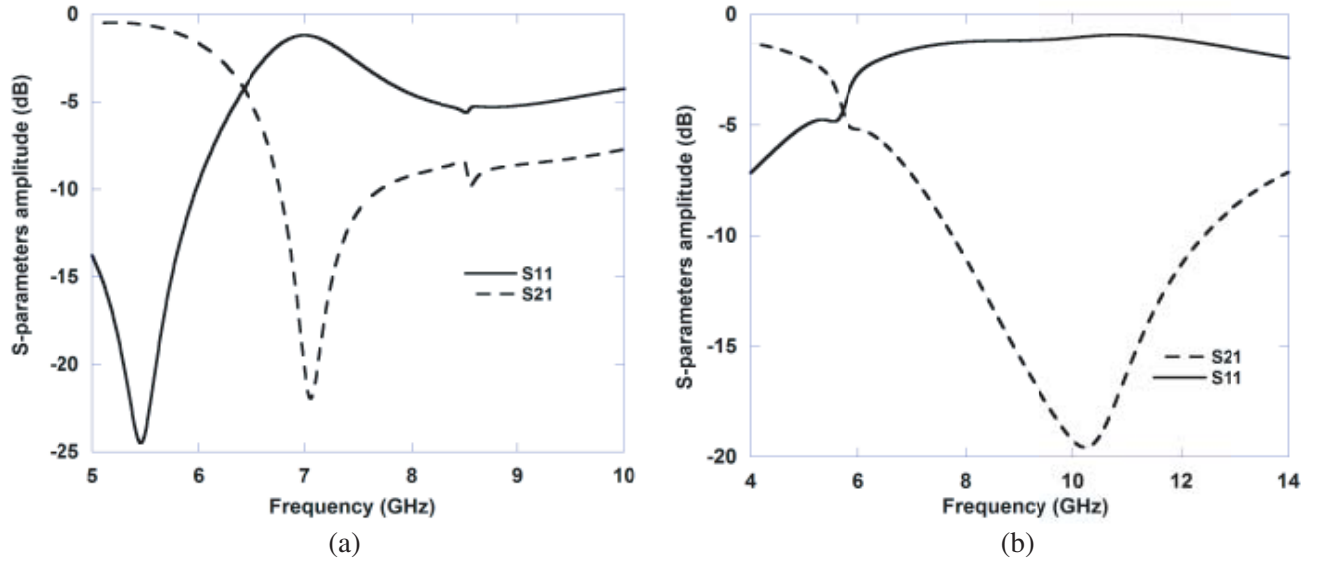 0
-5
-10
-15
-20
-25
S-parameters amplitude (dB)
S11
S21
5 6 7 8 9 10
Frequency (GHz)
(a)
0
-5
-10
-15
-20
S-parameters amplitude (dB)
S21
S11
4 6 8 10 12 14
Frequency (GHz)
(b)